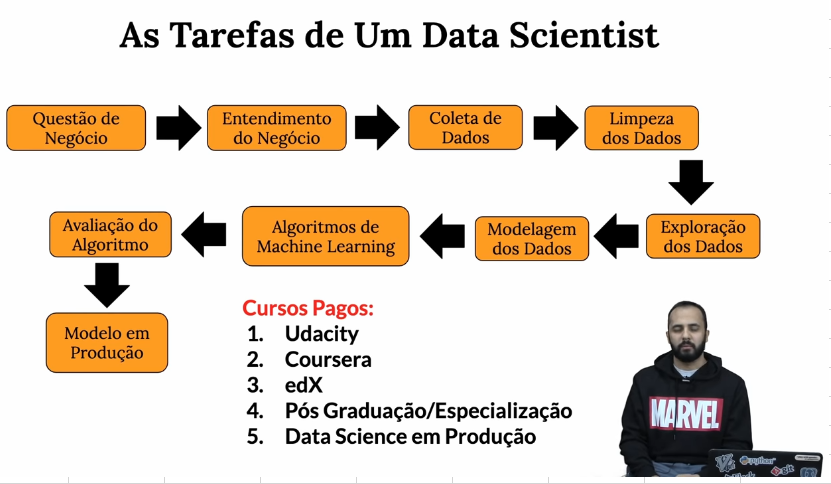 As Tarefas de Um Data Scientist
Questão de
Negócio
Entendimento
do Negócio
Coleta de
Dados
Limpeza
dos Dados
Exploração
dos Dados
Modelagem
dos Dados
Algoritmos de
Machine Learning
Avaliação do
Algoritmo
Modelo em
Produção
Cursos Pagos:
1. Udacity
2. Coursera
3. edX
4. Pós Graduação/Especialização
5. Data Science em Produção
MARVEL
python
git